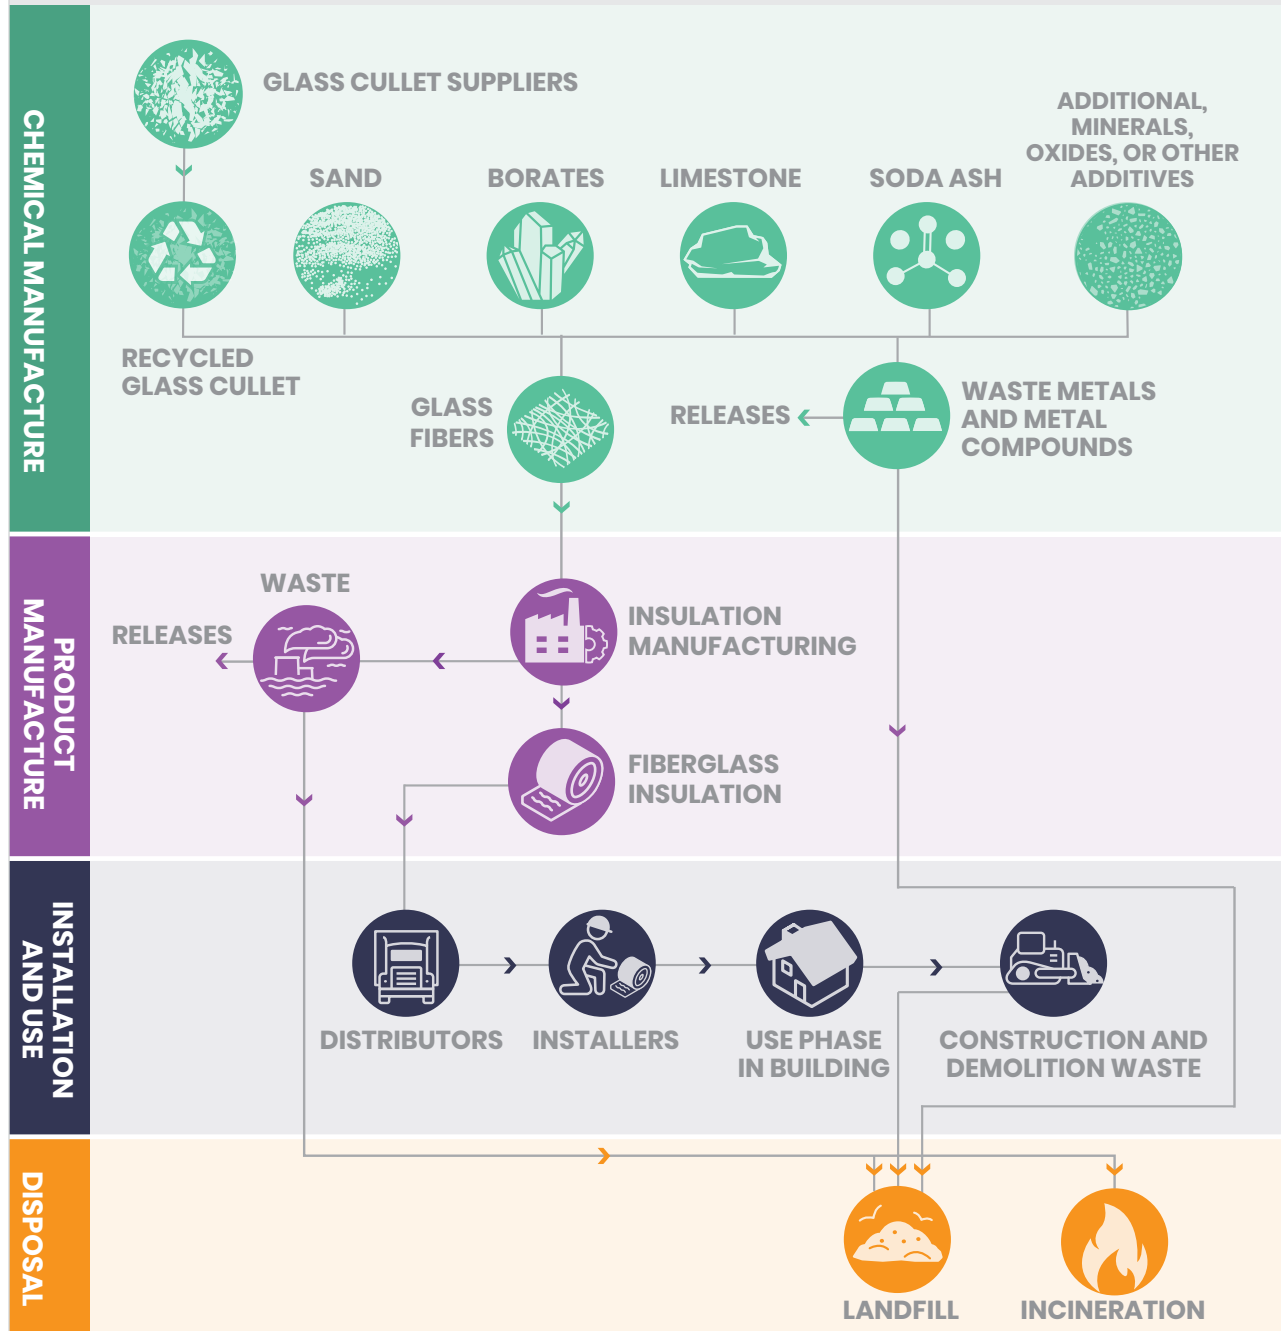 CHEMICAL MANUFACTURE
GLASS CULLET SUPPLIERS
SAND
BORATES
LIMESTONE
SODA ASH
ADDITIONAL,
MINERALS,
OXIDES, OR OTHER
ADDITIVES
RECYCLED
GLASS CULLET
GLASS
FIBERS
RELEASES
WASTE METALS
AND METAL
COMPOUNDS
PRODUCT
MANUFACTURE
WASTE
RELEASES
INSULATION
MANUFACTURING
FIBERGLASS
INSULATION
INSTALLATION
AND USE
DISTRIBUTORS
INSTALLERS
USE PHASE
IN BUILDING
CONSTRUCTION AND
DEMOLITION WASTE
DISPOSAL
LANDFILL
INCINERATION